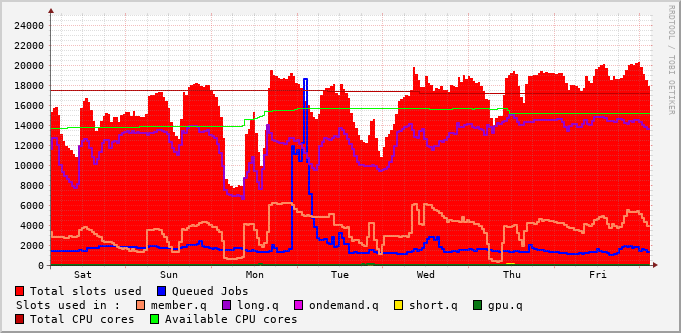 24000
22000
20000
18000
16000
14000
12000
10000
8000
6000
4000
2000
0
Sat Sun Mon Tue Wed Thu Fri
RRDTOOL / TOBI OETIKER
Total slots used Queued Jobs
Slots used in : member.q long.q ondemand.q short.q gpu.q
Total CPU cores Available CPU cores